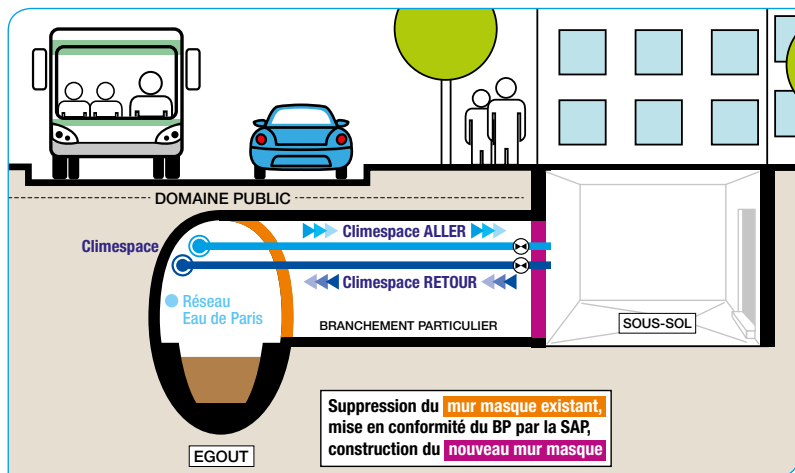 DOMAINE PUBLIC
Climespace
Climespace ALLER
Climespace RETOUR
Réseau
Eau de Paris
BRANCHEMENT PARTICULIER
SOUS-SOL
EGOUT
Suppression du mur masque existant,
mise en conformité du BP par la SAP,
construction du nouveau mur masque